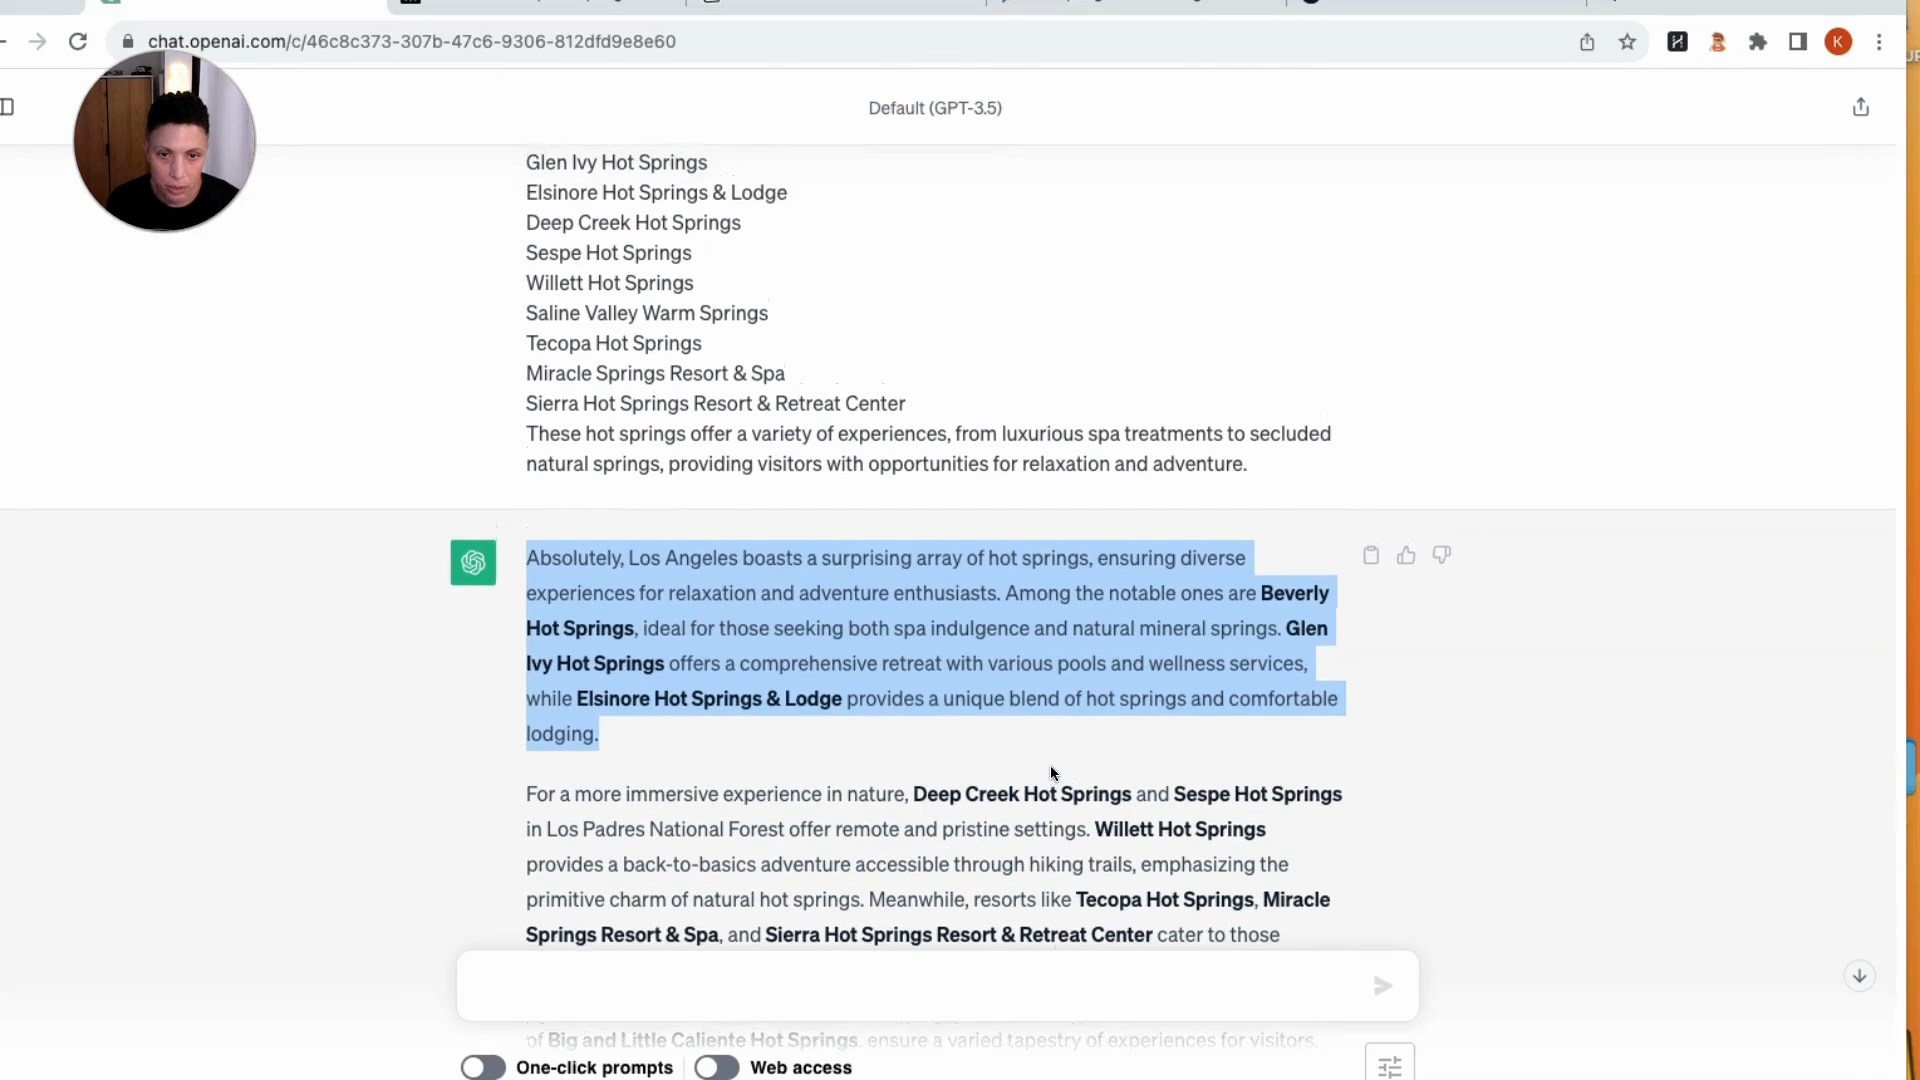 chat.openai.com/c/46c8c373-307b-47c6-9306-812dfd9e8e60
K
Default (GPT-3.5)
Glen Ivy Hot Springs
Elsinore Hot Springs & Lodge
Deep Creek Hot Springs
Sespe Hot Springs
Willett Hot Springs
Saline Valley Warm Springs
Tecopa Hot Springs
Miracle Springs Resort & Spa
Sierra Hot Springs Resort & Retreat Center
These hot springs offer a variety of experiences, from luxurious spa treatments to secluded
natural springs, providing visitors with opportunities for relaxation and adventure.
Absolutely, Los Angeles boasts a surprising array of hot springs, ensuring diverse
experiences for relaxation and adventure enthusiasts. Among the notable ones are Beverly
Hot Springs, ideal for those seeking both spa indulgence and natural mineral springs. Glen
Ivy Hot Springs offers a comprehensive retreat with various pools and wellness services,
while Elsinore Hot Springs & Lodge provides a unique blend of hot springs and comfortable
lodging.
For a more immersive experience in nature, Deep Creek Hot Springs and Sespe Hot Springs
in Los Padres National Forest offer remote and pristine settings. Willett Hot Springs
provides a back-to-basics adventure accessible through hiking trails, emphasizing the
primitive charm of natural hot springs. Meanwhile, resorts like Tecopa Hot Springs, Miracle
Springs Resort & Spa, and Sierra Hot Springs Resort & Retreat Center cater to those
of Big and Little Caliente Hot Springs, ensure a varied tapestry of experiences for visitors.
One-click prompts
Web access